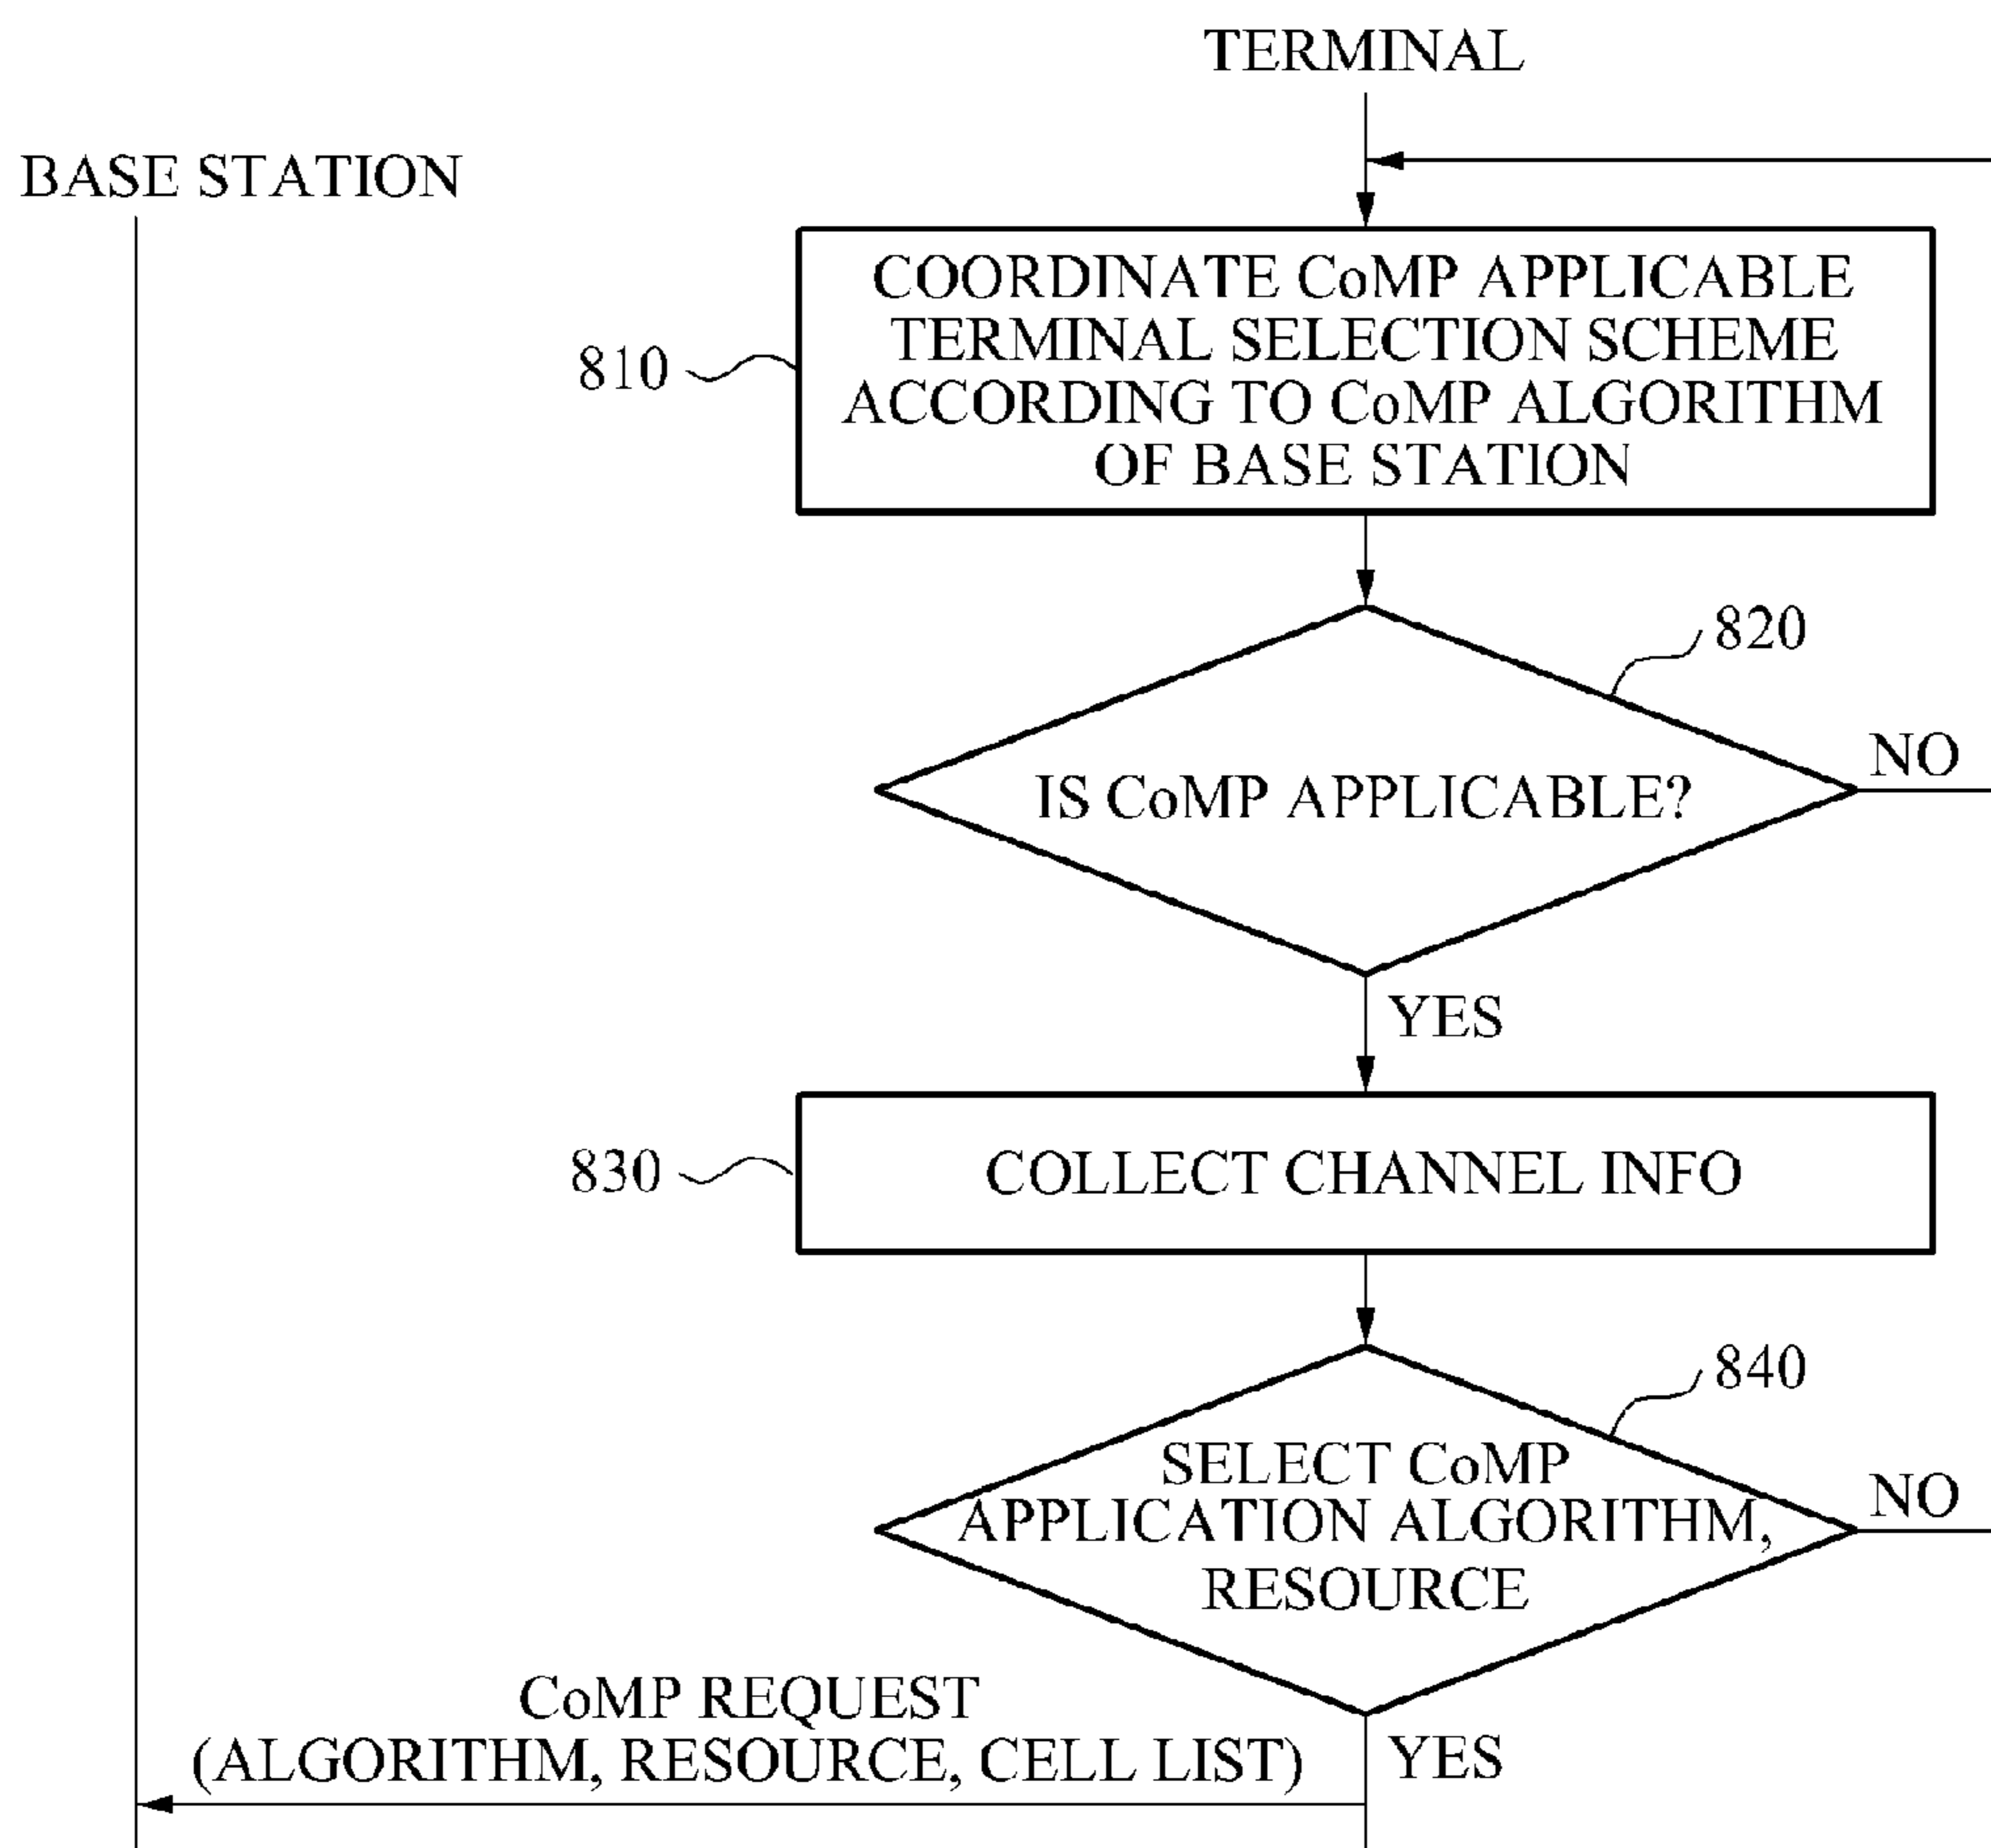 TERMINAL
BASE STATION
COORDINATE CoMP APPLICABLE
TERMINAL SELECTION SCHEME
ACCORDING TO CoMP ALGORITHM
OF BASE STATION
810
820
IS CoMP APPLICABLE?
NO
YES
830
COLLECT CHANNEL INFO
840
SELECT CoMP
APPLICATION ALGORITHM,
RESOURCE
NO
CoMP REQUEST
(ALGORITHM, RESOURCE, CELL LIST)
YES